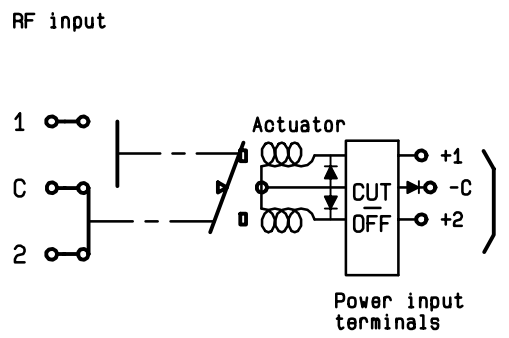 RF input
Actuator
1
+1
C
CUT
-C
OFF
+2
2
Power input
terminals